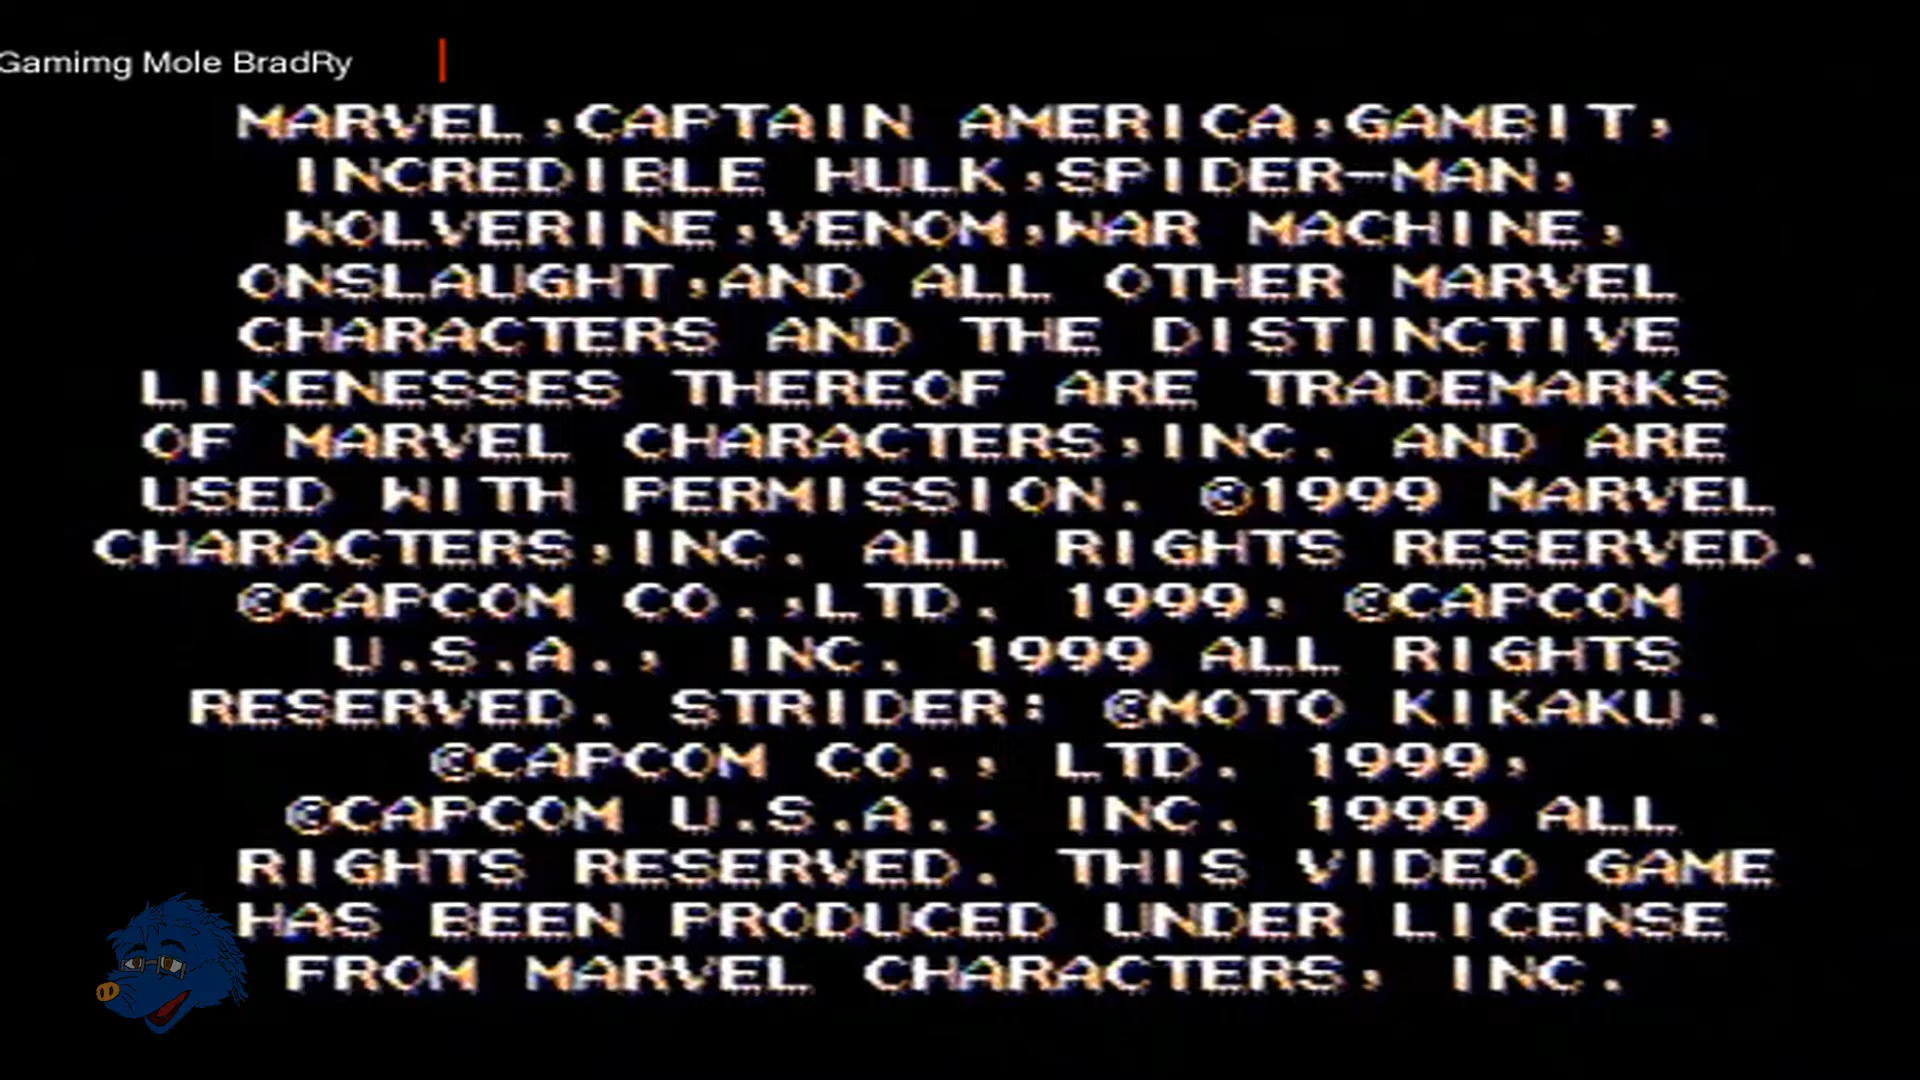 Gamimg Mole BradRy
MARVEL,CAPTAIN AMERICA,GAMBIT,
INCREDIBLE HULK,SPIDER-MAN,
WOLVERINE,VENOM,WAR MACHINE,
ONSLAUGHT,AND ALL OTHER MARVEL
CHARACTERS AND THE DISTINCTIVE
LIKENESSES THEREOF ARE TRADEMARKS
OF MARVEL CHARACTERS,INC. AND ARE
USED WITH PERMISSION. ©1999 MARVEL
CHARACTERS,INC. ALL RIGHTS RESERVED.
©CAPCOM CO.,LTD. 1999, ©CAPCOM
U.S.A., INC. 1999 ALL RIGHTS
RESERVED. STRIDER: ©MOTO KIKAKU.
©CAPCOM CO., LTD. 1999,
©CAPCOM U.S.A., INC. 1999 ALL
RIGHTS RESERVED. THIS VIDEO GAME
HAS BEEN PRODUCED UNDER LICENSE
FROM MARVEL CHARACTERS, INC.